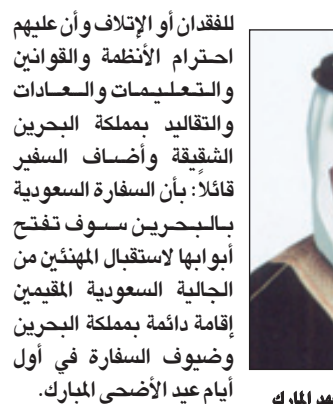 للفقدان أو الإتلاف وأن عليهم
احترام الأنظمة والقوانين
والتعليمات والعادات
والتقاليد بمملكة البحرين
الشقيقة وأضاف السفير
قائلاً: بأن السفارة السعودية
بالبحرين سوف تفتح
أبوابها لاستقبال المهنئين من
الجالية السعودية المقيمين
إقامة دائمة بمملكة البحرين
وضيوف السفارة في أول
أيام عيد الأضحى المبارك.
المارك